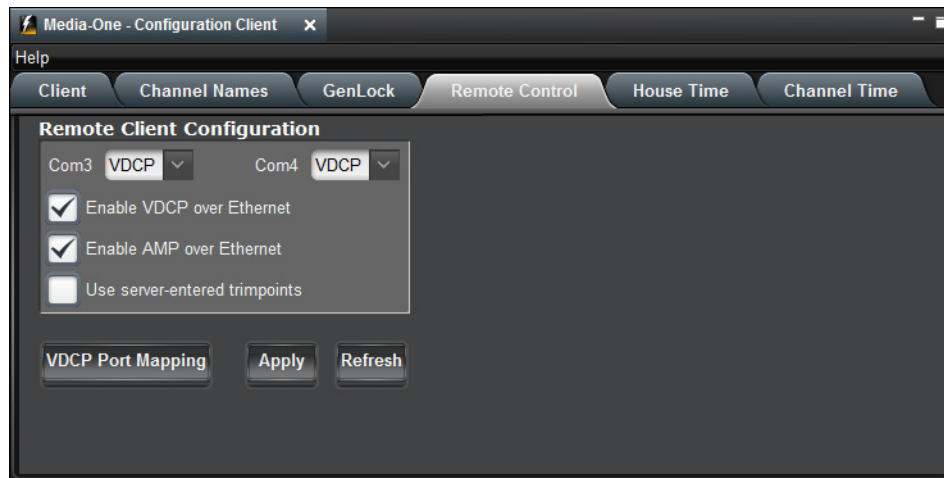 Media-One - Configuration Client
Help
Client Channel Names GenLock Remote Control House Time Channel Time
Remote Client Configuration
Com3 VDCP Com4 VDCP
Enable VDCP over Ethernet
Enable AMP over Ethernet
Use server-entered trimpoints
VDCP Port Mapping Apply Refresh